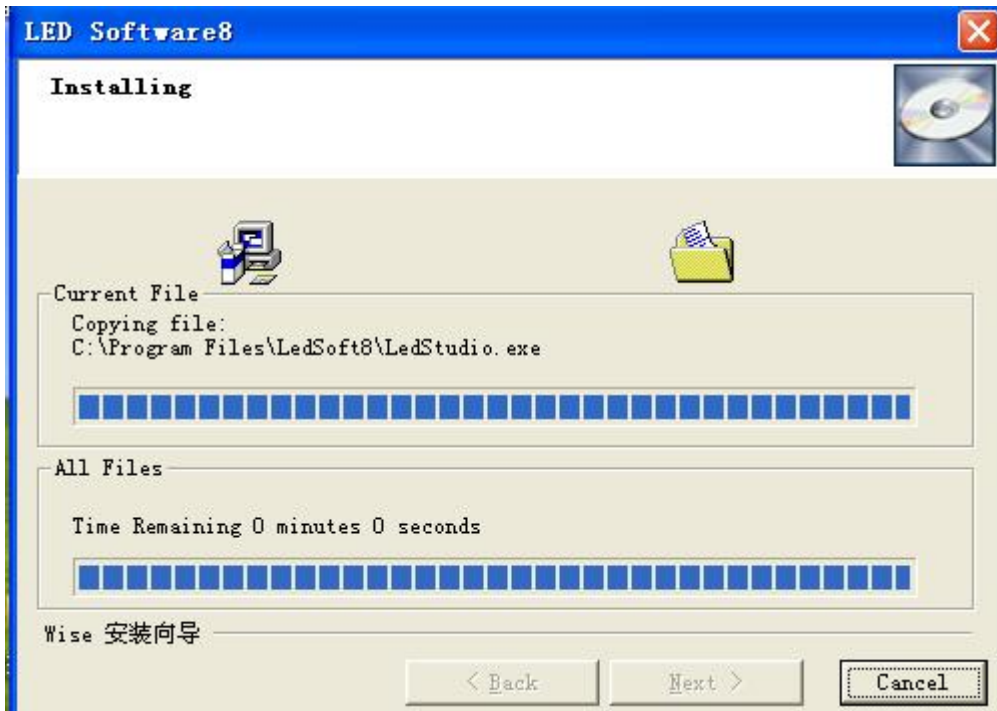 LED Software8
Installing
Current File
Copying file:
C:\Program Files\LedSoft8\LedStudio.exe
All Files
Time Remaining 0 minutes 0 seconds
Wise 安装向导
< Back
Next >
Cancel